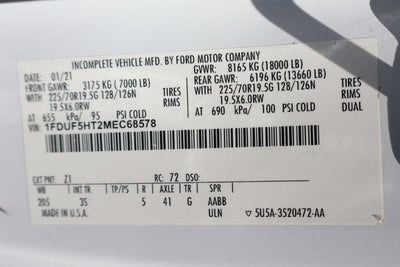 INCOMPLETE VEHICLE MFD. BY FORD MOTOR COMPANY
DATE: 01/21 GVWR: 8165 KG (18000 LB)
FRONT GAWR: REAR GAWR: 6196 KG (13660 LB)
3175 KG ( 7000 LB) WITH
WITH TIRES 225/70R19.5G 128/126N TIRES
225/70R19.5G 128/126N RIMS 19.5X6.0RW RIMS
19.5X6.0RW
AT 655 kPa/ 95 PSI COLD AT 690 kPa/ 100 PSI COLD DUAL
VIN: 1FDUF5HT2MEC68578
EXT PNT: Z1 RC: 72 DSO:
WB INT TR TP/PS R AXLE TR SPR
205 3S 5 41 G AABB
MADE IN U.S.A. ULN 5U5A-3520472-AA